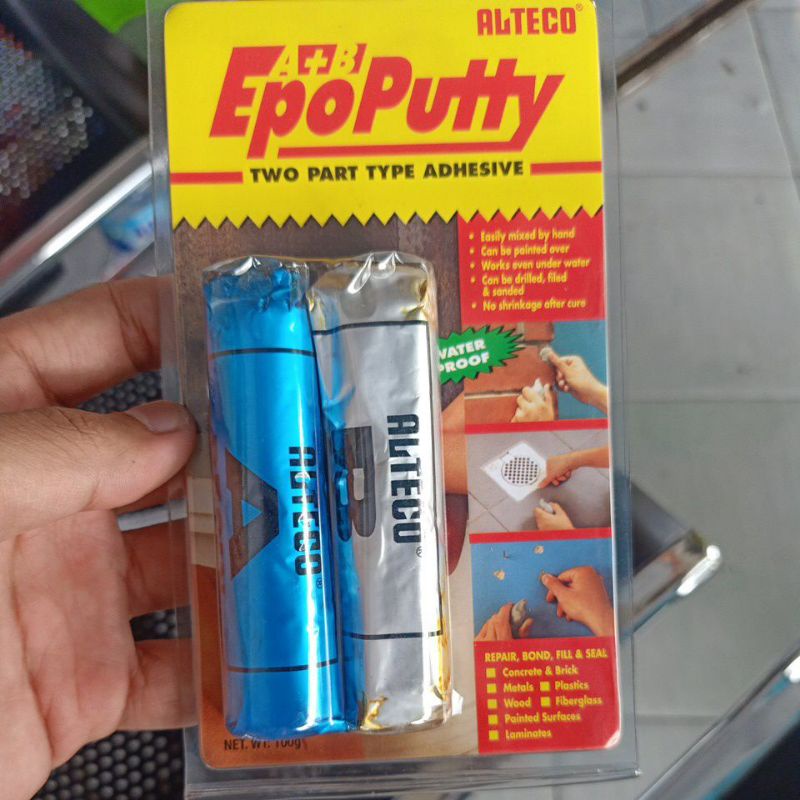 ALTECO®
A+B
EpoPutty
TWO PART TYPE ADHESIVE
• Easily mixed by hand
• Can be painted over
• Works even under water
• Can be drilled, filed
& sanded
• No shrinkage after cure
WATER
PROOF
A
ALTECO®
B
ALTECO®
REPAIR, BOND, FILL & SEAL
Concrete & Brick
Metals Plastics
Wood Fiberglass
Painted Surfaces
Laminates
NET. WT. 100g